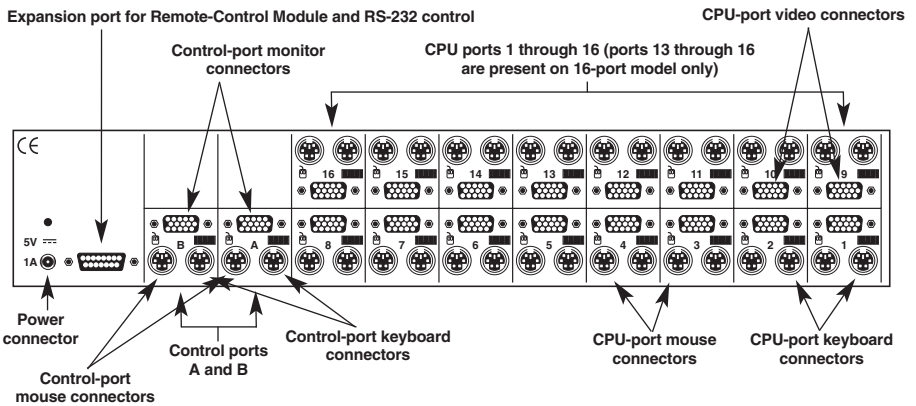 Expansion port for Remote-Control Module and RS-232 control
CPU-port video connectors
Control-port monitor
connectors
CPU ports 1 through 16 (ports 13 through 16
are present on 16-port model only)
CE
16
15
14
13
12
11
10
9
5V
1A
B
A
8
7
6
5
4
3
2
1
Power
connector
Control-port
mouse connectors
Control ports
A and B
Control-port keyboard
connectors
CPU-port mouse
connectors
CPU-port keyboard
connectors